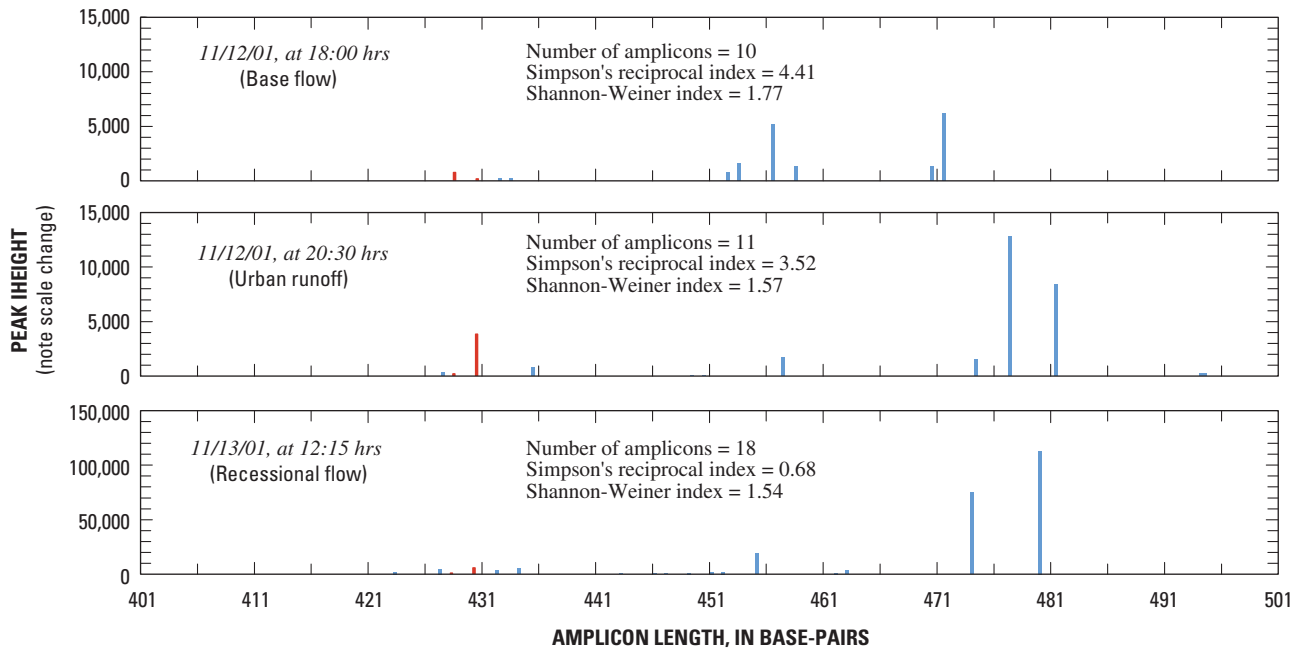 15,000
10,000
5,000
0
11/12/01, at 18:00 hrs
(Base flow)
Number of amplicons = 10
Simpson's reciprocal index = 4.41
Shannon-Weiner index = 1.77
15,000
10,000
5,000
0
11/12/01, at 20:30 hrs
(Urban runoff)
Number of amplicons = 11
Simpson's reciprocal index = 3.52
Shannon-Weiner index = 1.57
PEAK IHEIGHT
(note scale change)
150,000
100,000
50,000
0
11/13/01, at 12:15 hrs
(Recessional flow)
Number of amplicons = 18
Simpson's reciprocal index = 0.68
Shannon-Weiner index = 1.54
401 411 421 431 441 451 461 471 481 491 501
AMPLICON LENGTH, IN BASE-PAIRS